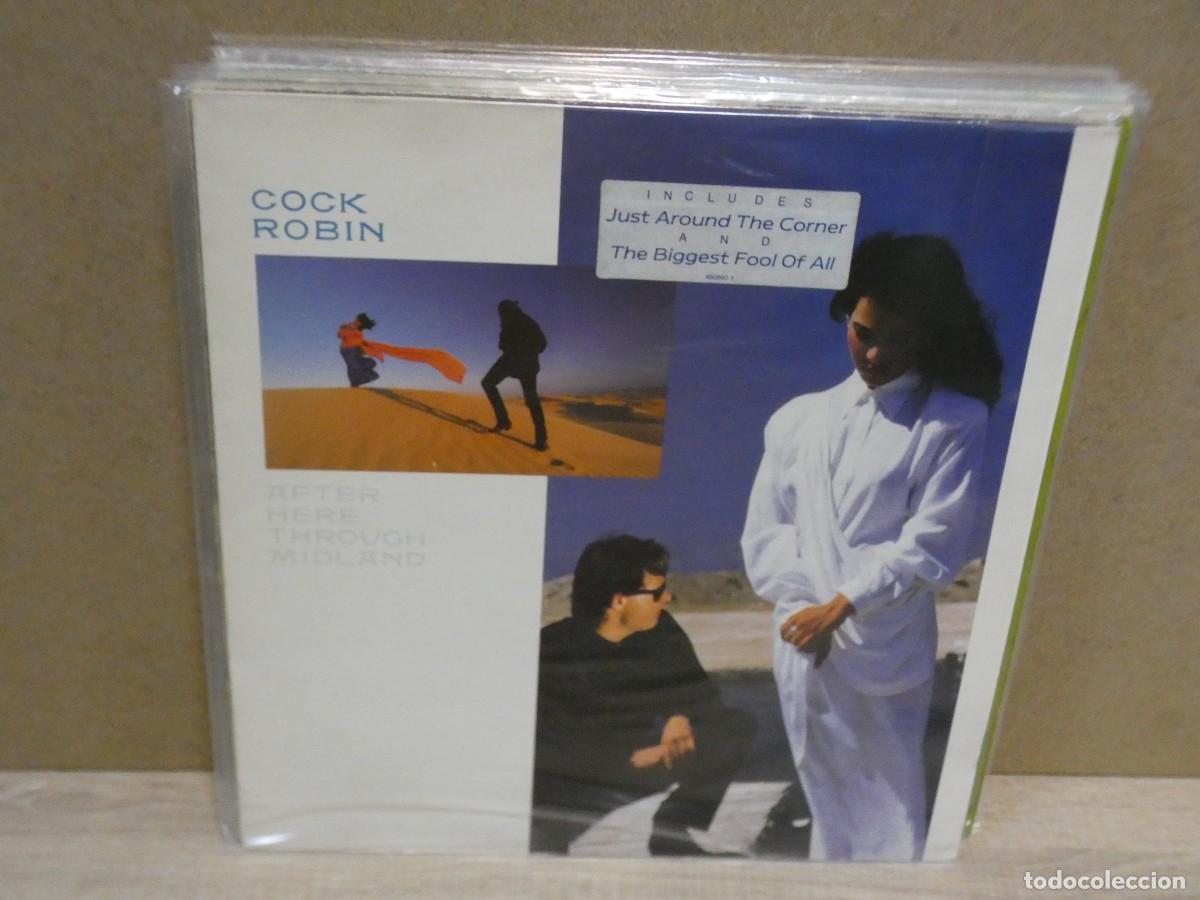 COCK
ROBIN
INCLUDES
Just Around The Corner
AND
The Biggest Fool Of All
AFTER
HERE
THROUGH
MIDLAND
todocoleccion